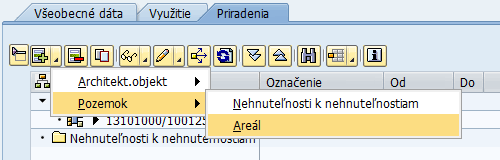 Všeobecné dáta
Využitie
Priradenia
Označenie
Od
Do
Architekt.objekt
Pozemok
Nehnuteľnosti k nehnuteľnostiam
Areál
13101000/10012
Nehnuteľnosti k nehnuteľnostiam